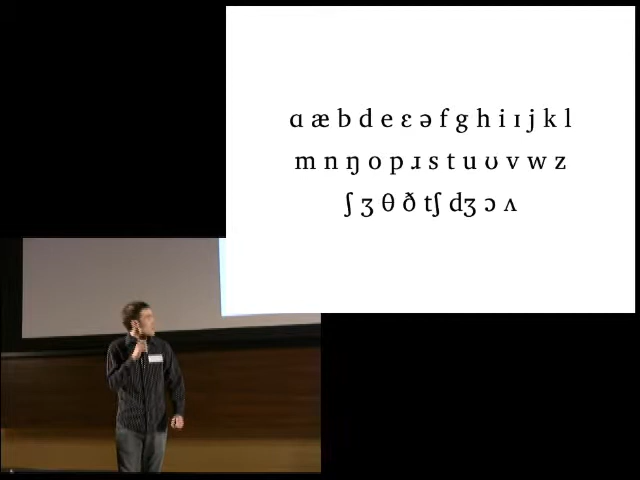 ɑ æ b d e ɛ ə f g h i ɪ j k l
m n ŋ o p ɹ s t u ʊ v w z
ʃ ʒ θ ð tʃ dʒ ɔ ʌ